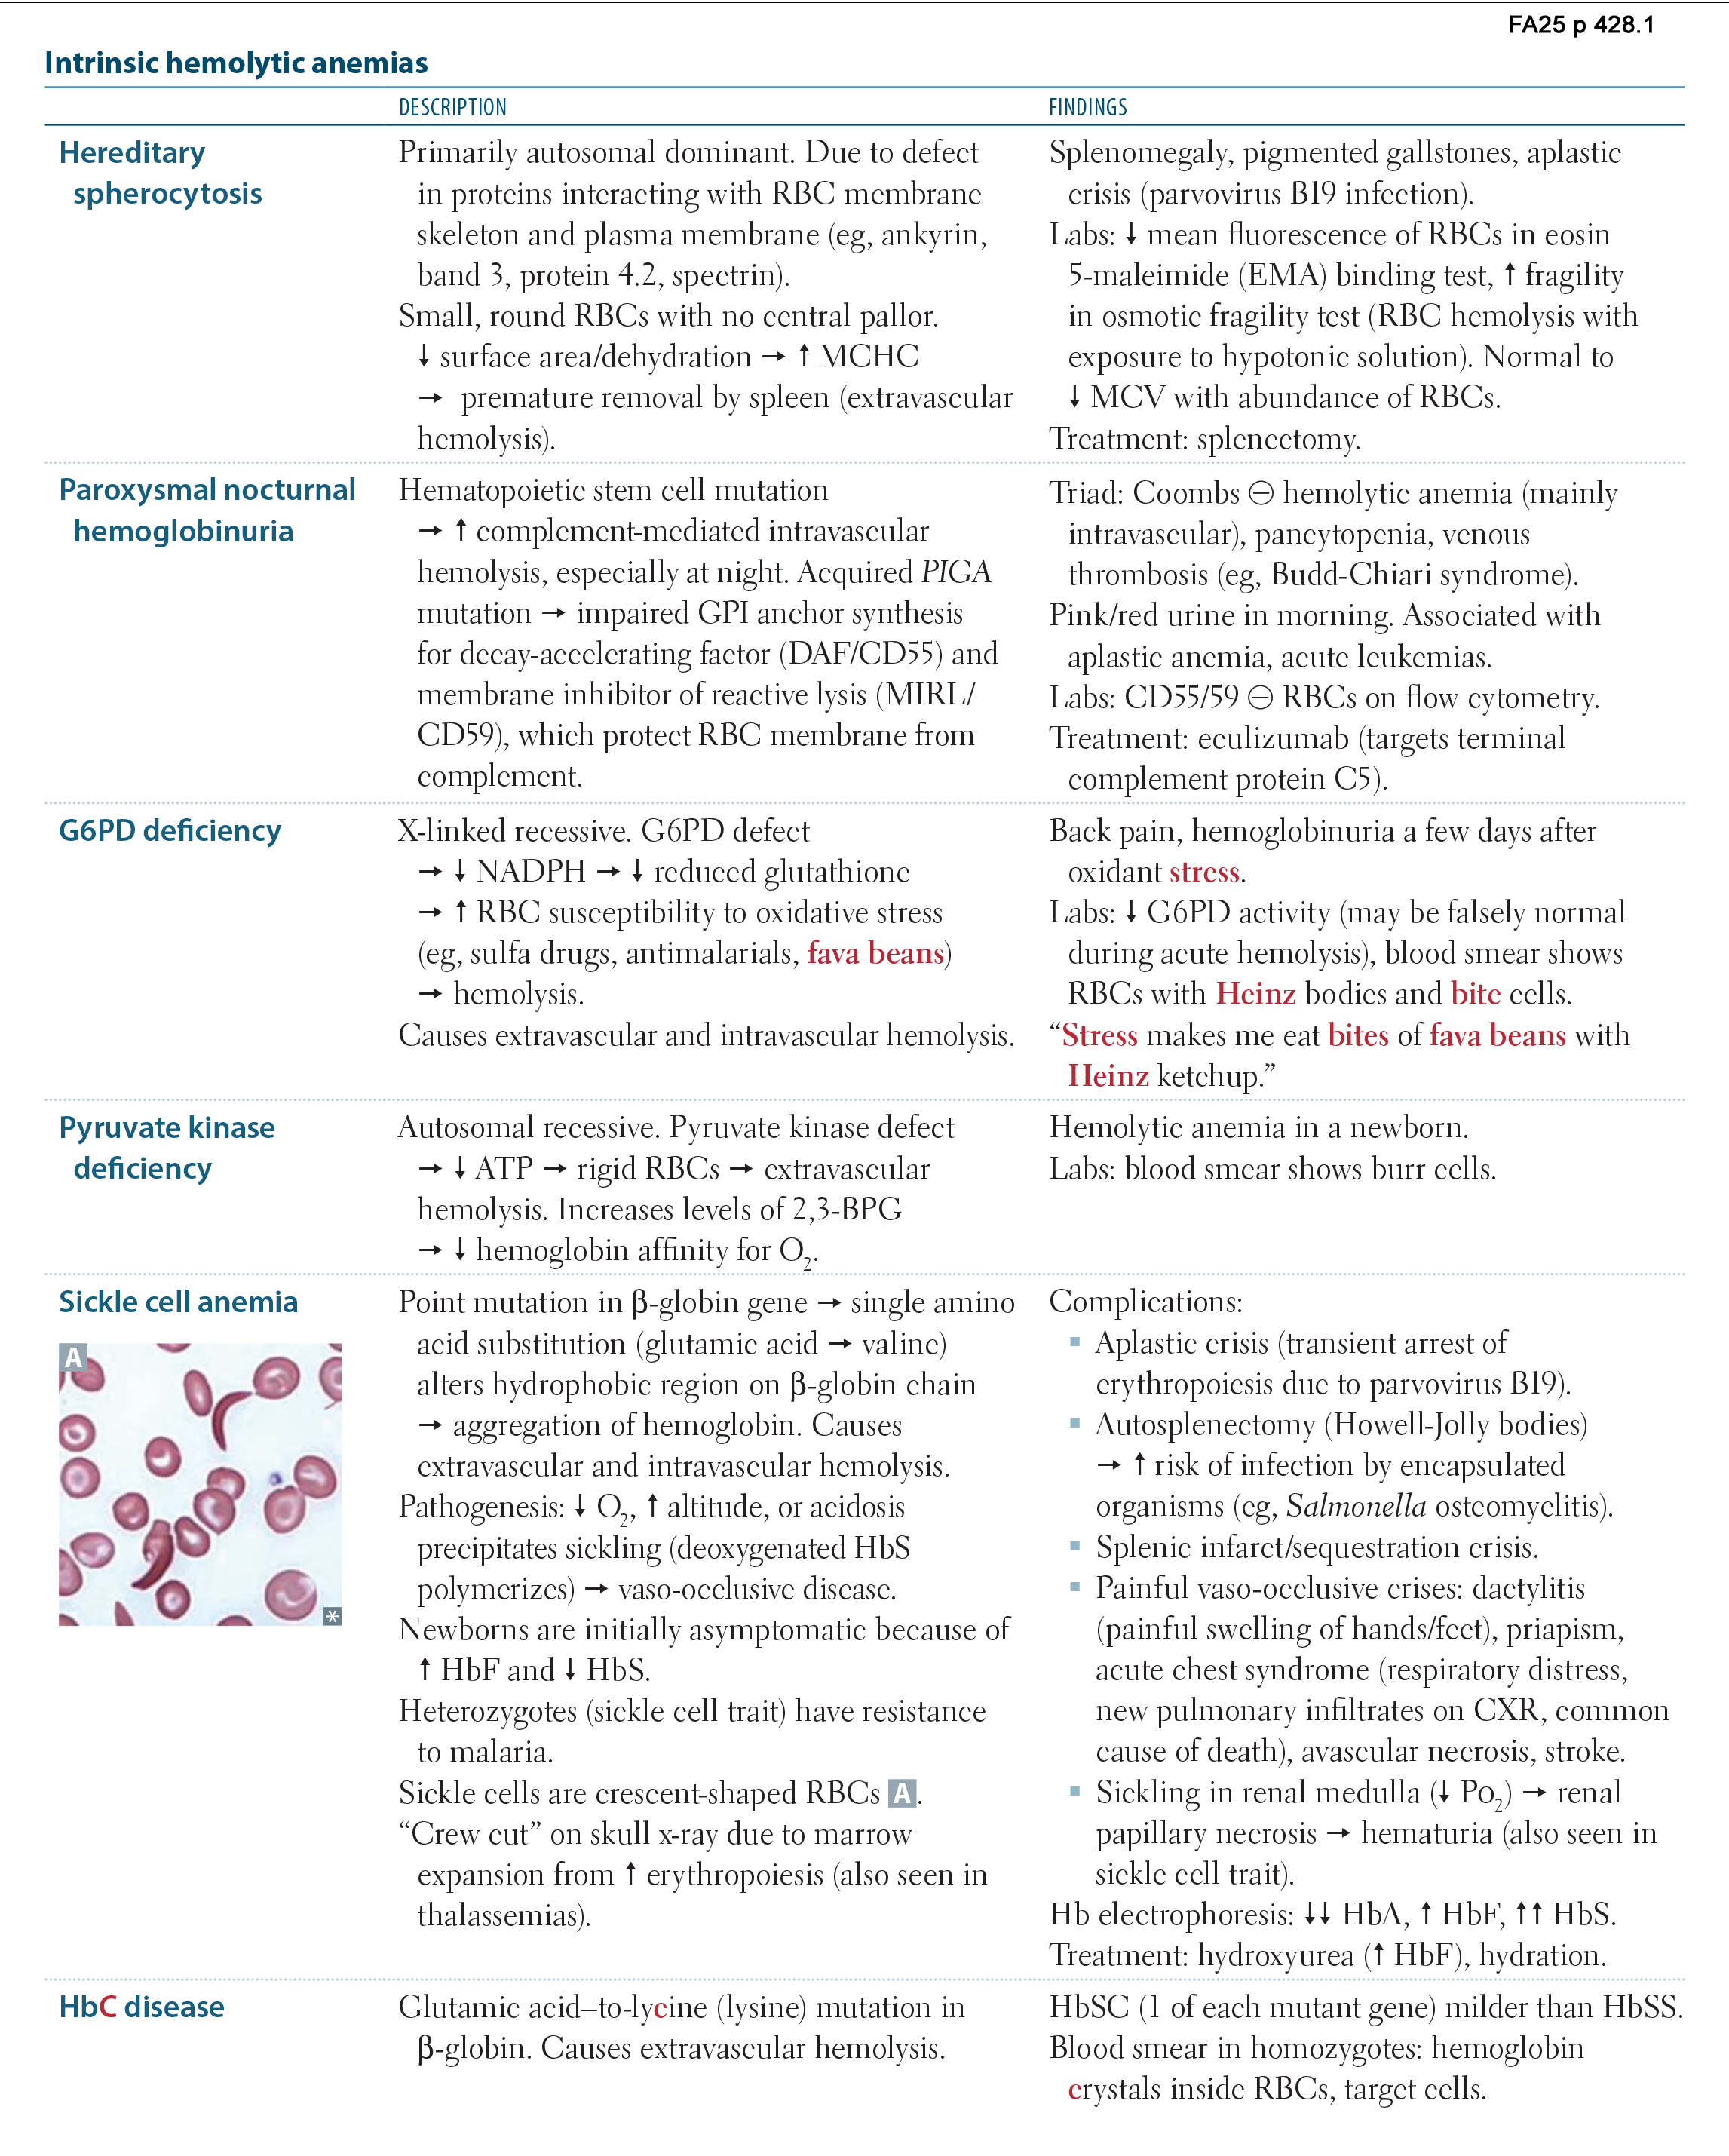 FA25 p 428.1
Intrinsic hemolytic anemias
DESCRIPTION
FINDINGS
Hereditary
spherocytosis
Primarily autosomal dominant. Due to defect
in proteins interacting with RBC membrane
skeleton and plasma membrane (eg, ankyrin,
band 3, protein 4.2, spectrin).
Small, round RBCs with no central pallor.
↓ surface area/dehydration → ↑ MCHC
→ premature removal by spleen (extravascular
hemolysis).
Splenomegaly, pigmented gallstones, aplastic
crisis (parvovirus B19 infection).
Labs: ↓ mean fluorescence of RBCs in eosin
5-maleimide (EMA) binding test, ↑ fragility
in osmotic fragility test (RBC hemolysis with
exposure to hypotonic solution). Normal to
↓ MCV with abundance of RBCs.
Treatment: splenectomy.
Paroxysmal nocturnal
hemoglobinuria
Hematopoietic stem cell mutation
→ ↑ complement-mediated intravascular
hemolysis, especially at night. Acquired PIGA
mutation → impaired GPI anchor synthesis
for decay-accelerating factor (DAF/CD55) and
membrane inhibitor of reactive lysis (MIRL/
CD59), which protect RBC membrane from
complement.
Triad: Coombs ⊖ hemolytic anemia (mainly
intravascular), pancytopenia, venous
thrombosis (eg, Budd-Chiari syndrome).
Pink/red urine in morning. Associated with
aplastic anemia, acute leukemias.
Labs: CD55/59 ⊖ RBCs on flow cytometry.
Treatment: eculizumab (targets terminal
complement protein C5).
G6PD deficiency
X-linked recessive. G6PD defect
→ ↓ NADPH → ↓ reduced glutathione
→ ↑ RBC susceptibility to oxidative stress
(eg, sulfa drugs, antimalarials, fava beans)
→ hemolysis.
Causes extravascular and intravascular hemolysis.
Back pain, hemoglobinuria a few days after
oxidant stress.
Labs: ↓ G6PD activity (may be falsely normal
during acute hemolysis), blood smear shows
RBCs with Heinz bodies and bite cells.
“Stress makes me eat bites of fava beans with
Heinz ketchup.”
Pyruvate kinase
deficiency
Autosomal recessive. Pyruvate kinase defect
→ ↓ ATP → rigid RBCs → extravascular
hemolysis. Increases levels of 2,3-BPG
→ ↓ hemoglobin affinity for O₂.
Hemolytic anemia in a newborn.
Labs: blood smear shows burr cells.
Sickle cell anemia
A
*
Point mutation in β-globin gene → single amino
acid substitution (glutamic acid → valine)
alters hydrophobic region on β-globin chain
→ aggregation of hemoglobin. Causes
extravascular and intravascular hemolysis.
Pathogenesis: ↓ O₂, ↑ altitude, or acidosis
precipitates sickling (deoxygenated HbS
polymerizes) → vaso-occlusive disease.
Newborns are initially asymptomatic because of
↑ HbF and ↓ HbS.
Heterozygotes (sickle cell trait) have resistance
to malaria.
Sickle cells are crescent-shaped RBCs A.
“Crew cut” on skull x-ray due to marrow
expansion from ↑ erythropoiesis (also seen in
thalassemias).
Complications:
▪ Aplastic crisis (transient arrest of
erythropoiesis due to parvovirus B19).
▪ Autosplenectomy (Howell-Jolly bodies)
→ ↑ risk of infection by encapsulated
organisms (eg, Salmonella osteomyelitis).
▪ Splenic infarct/sequestration crisis.
▪ Painful vaso-occlusive crises: dactylitis
(painful swelling of hands/feet), priapism,
acute chest syndrome (respiratory distress,
new pulmonary infiltrates on CXR, common
cause of death), avascular necrosis, stroke.
▪ Sickling in renal medulla (↓ Po₂) → renal
papillary necrosis → hematuria (also seen in
sickle cell trait).
Hb electrophoresis: ↓↓ HbA, ↑ HbF, ↑↑ HbS.
Treatment: hydroxyurea (↑ HbF), hydration.
HbC disease
Glutamic acid–to-lycine (lysine) mutation in
β-globin. Causes extravascular hemolysis.
HbSC (1 of each mutant gene) milder than HbSS.
Blood smear in homozygotes: hemoglobin
crystals inside RBCs, target cells.